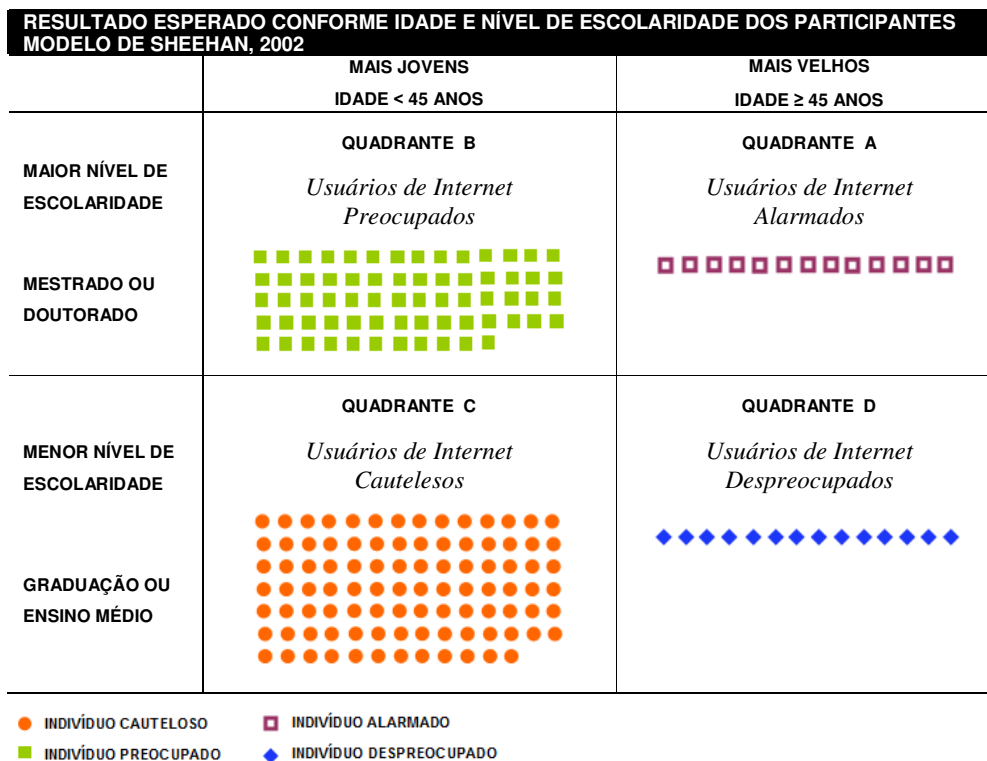 RESULTADO ESPERADO CONFORME IDADE E NÍVEL DE ESCOLARIDADE DOS PARTICIPANTES
MODELO DE SHEEHAN, 2002
MAIS JOVENS
IDADE < 45 ANOS
MAIS VELHOS
IDADE ≥ 45 ANOS
MAIOR NÍVEL DE
ESCOLARIDADE
MESTRADO OU
DOUTORADO
QUADRANTE B
Usuários de Internet
Preocupados
QUADRANTE A
Usuários de Internet
Alarmados
MENOR NÍVEL DE
ESCOLARIDADE
GRADUAÇÃO OU
ENSINO MÉDIO
QUADRANTE C
Usuários de Internet
Cautelesos
QUADRANTE D
Usuários de Internet
Despreocupados
INDIVÍDUO CAUTELOSO
INDIVÍDUO ALARMADO
INDIVÍDUO PREOCUPADO
INDIVÍDUO DESPREOCUPADO